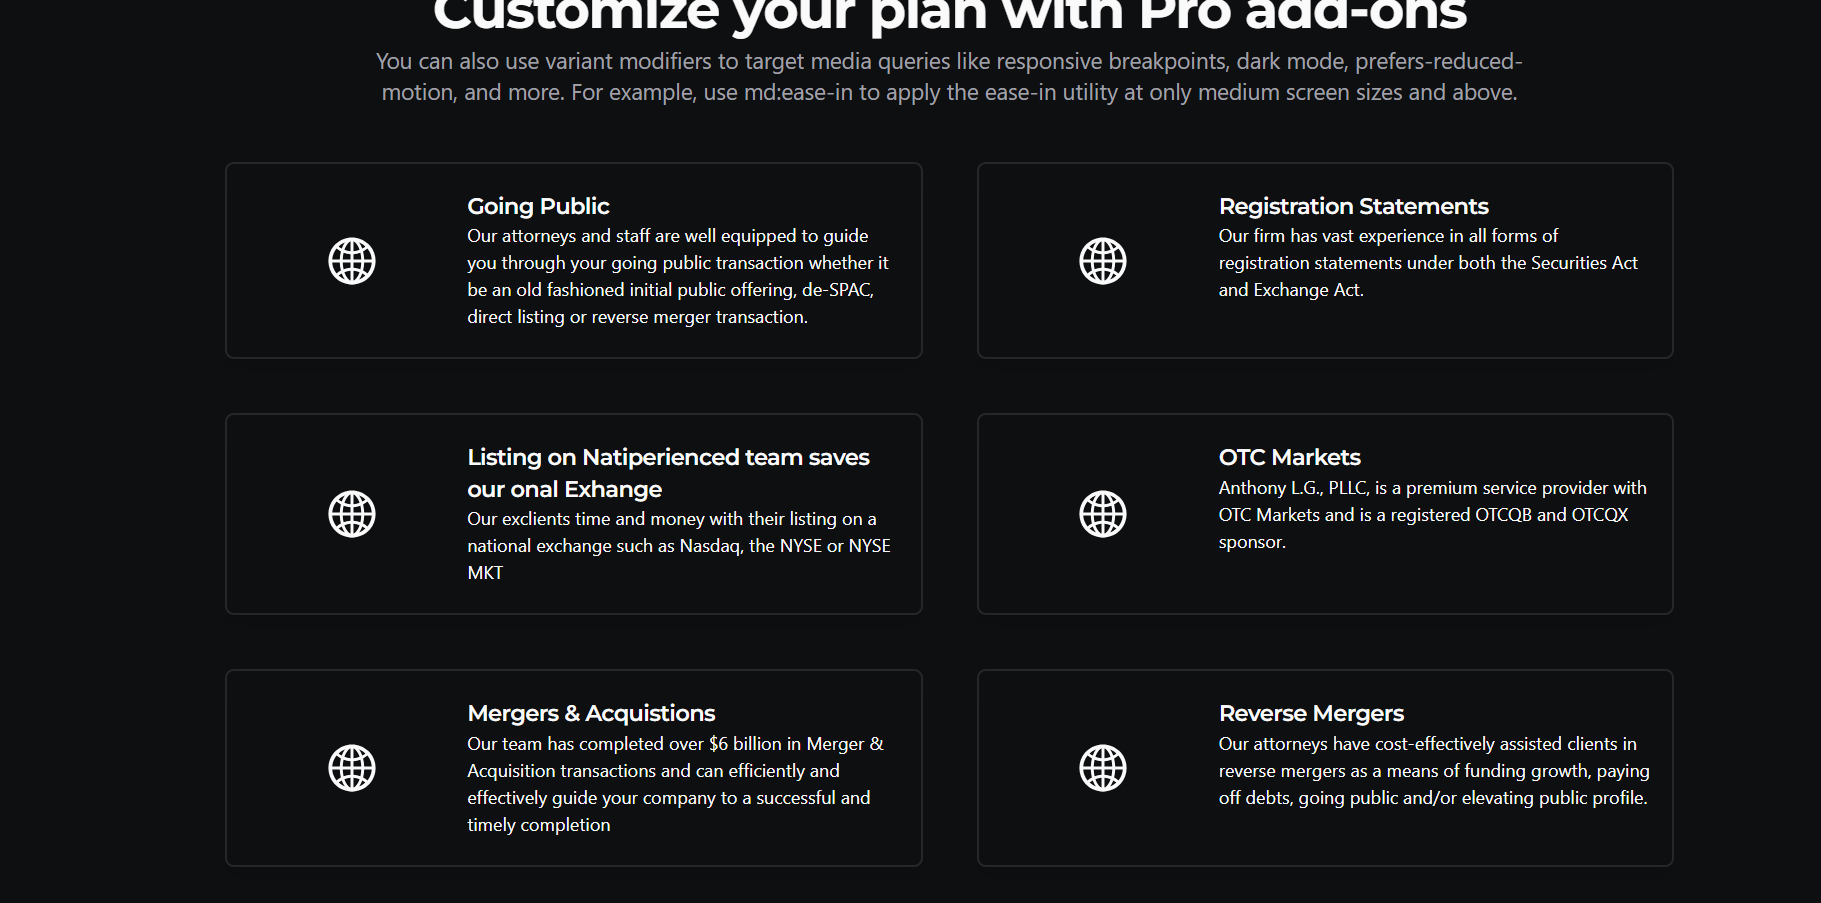 Customize your plan with Pro add-ons
You can also use variant modifiers to target media queries like responsive breakpoints, dark mode, prefers-reduced-
motion, and more. For example, use md:ease-in to apply the ease-in utility at only medium screen sizes and above.
Going Public
Our attorneys and staff are well equipped to guide
you through your going public transaction whether it
be an old fashioned initial public offering, de-SPAC,
direct listing or reverse merger transaction.
Registration Statements
Our firm has vast experience in all forms of
registration statements under both the Securities Act
and Exchange Act.
Listing on Natiperienced team saves
our onal Exhange
Our exclients time and money with their listing on a
national exchange such as Nasdaq, the NYSE or NYSE
MKT
OTC Markets
Anthony L.G., PLLC, is a premium service provider with
OTC Markets and is a registered OTCQB and OTCQX
sponsor.
Mergers & Acquistions
Our team has completed over $6 billion in Merger &
Acquisition transactions and can efficiently and
effectively guide your company to a successful and
timely completion
Reverse Mergers
Our attorneys have cost-effectively assisted clients in
reverse mergers as a means of funding growth, paying
off debts, going public and/or elevating public profile.